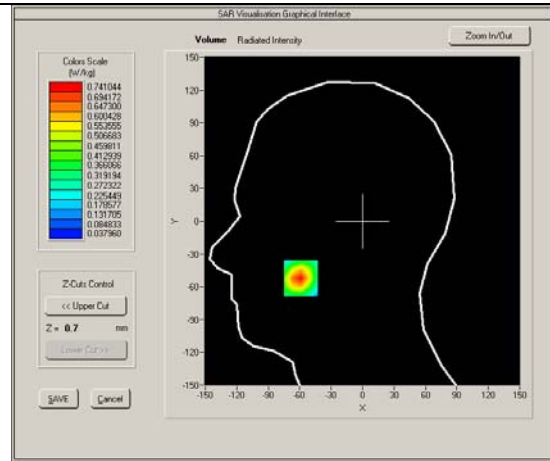 SAR Visualisation Graphical Interface
Volume Radiated Intensity
Zoom In/Out
Colors Scale
(W/kg)
0.741044
0.694172
0.647300
0.600428
0.553555
0.506683
0.459811
0.412939
0.366066
0.319194
0.272322
0.225449
0.178577
0.131705
0.084833
0.037960
Z-Cuts Control
<< Upper Cut
Z = 0.7 mm
Lower Cut >>
SAVE
Cancel
150
120
90
60
30
0
-30
-60
-90
-120
-150
Y
-150 -120 -90 -60 -30 0 30 60 90 120 150
X